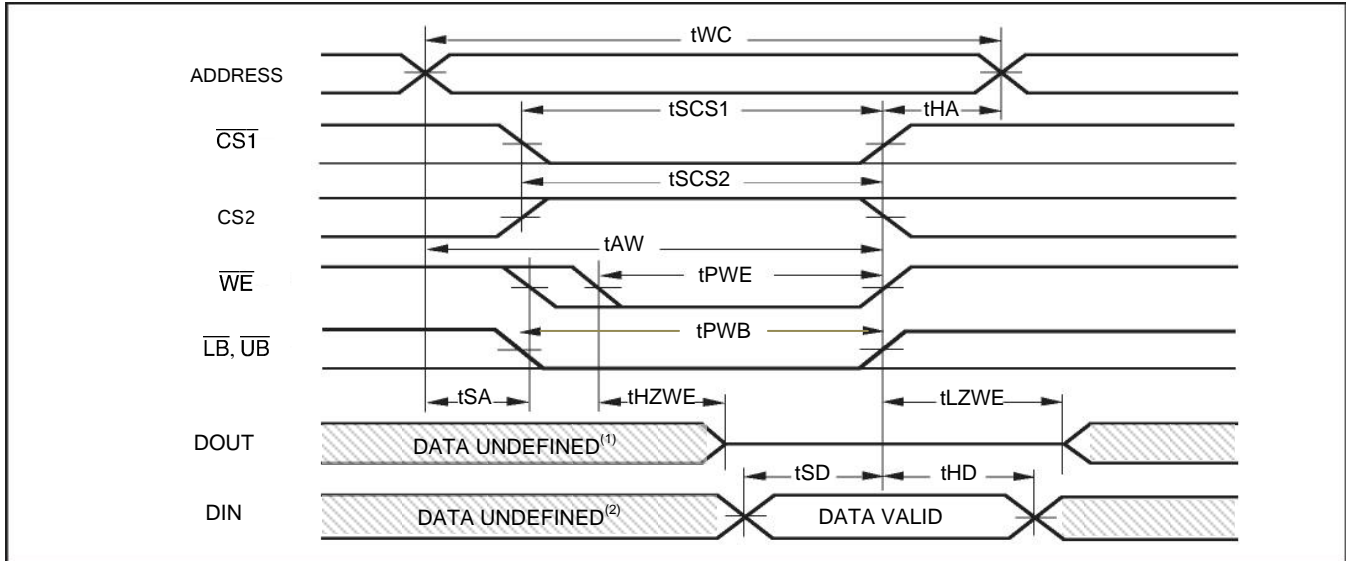 tWC
ADDRESS
tSCS1
tHA
CS1
tSCS2
CS2
tAW
WE
tPWE
LB, UB
tPWB
tSA
tHZWE
tLZWE
DOUT
DATA UNDEFINED(1)
tSD
tHD
DIN
DATA UNDEFINED(2)
DATA VALID